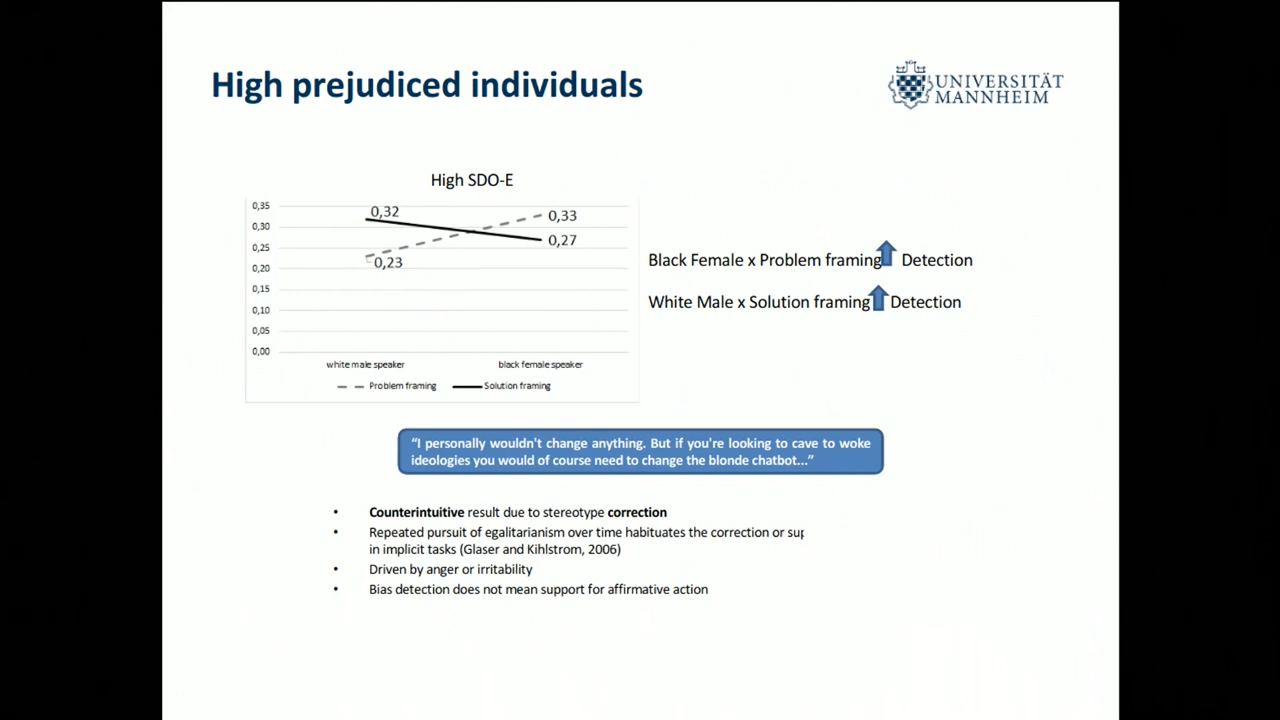 High prejudiced individuals
UNIVERSITÄT
MANNHEIM
High SDO-E
0,35
0,30
0,25
0,20
0,15
0,10
0,05
0,00
0,32
0,33
0,27
0,23
white male speaker
black female speaker
Problem framing
Solution framing
Black Female x Problem framing Detection
White Male x Solution framing Detection
“I personally wouldn't change anything. But if you're looking to cave to woke
ideologies you would of course need to change the blonde chatbot...”
• Counterintuitive result due to stereotype correction
• Repeated pursuit of egalitarianism over time habituates the correction or
in implicit tasks (Glaser and Kihlstrom, 2006)
• Driven by anger or irritability
• Bias detection does not mean support for affirmative action